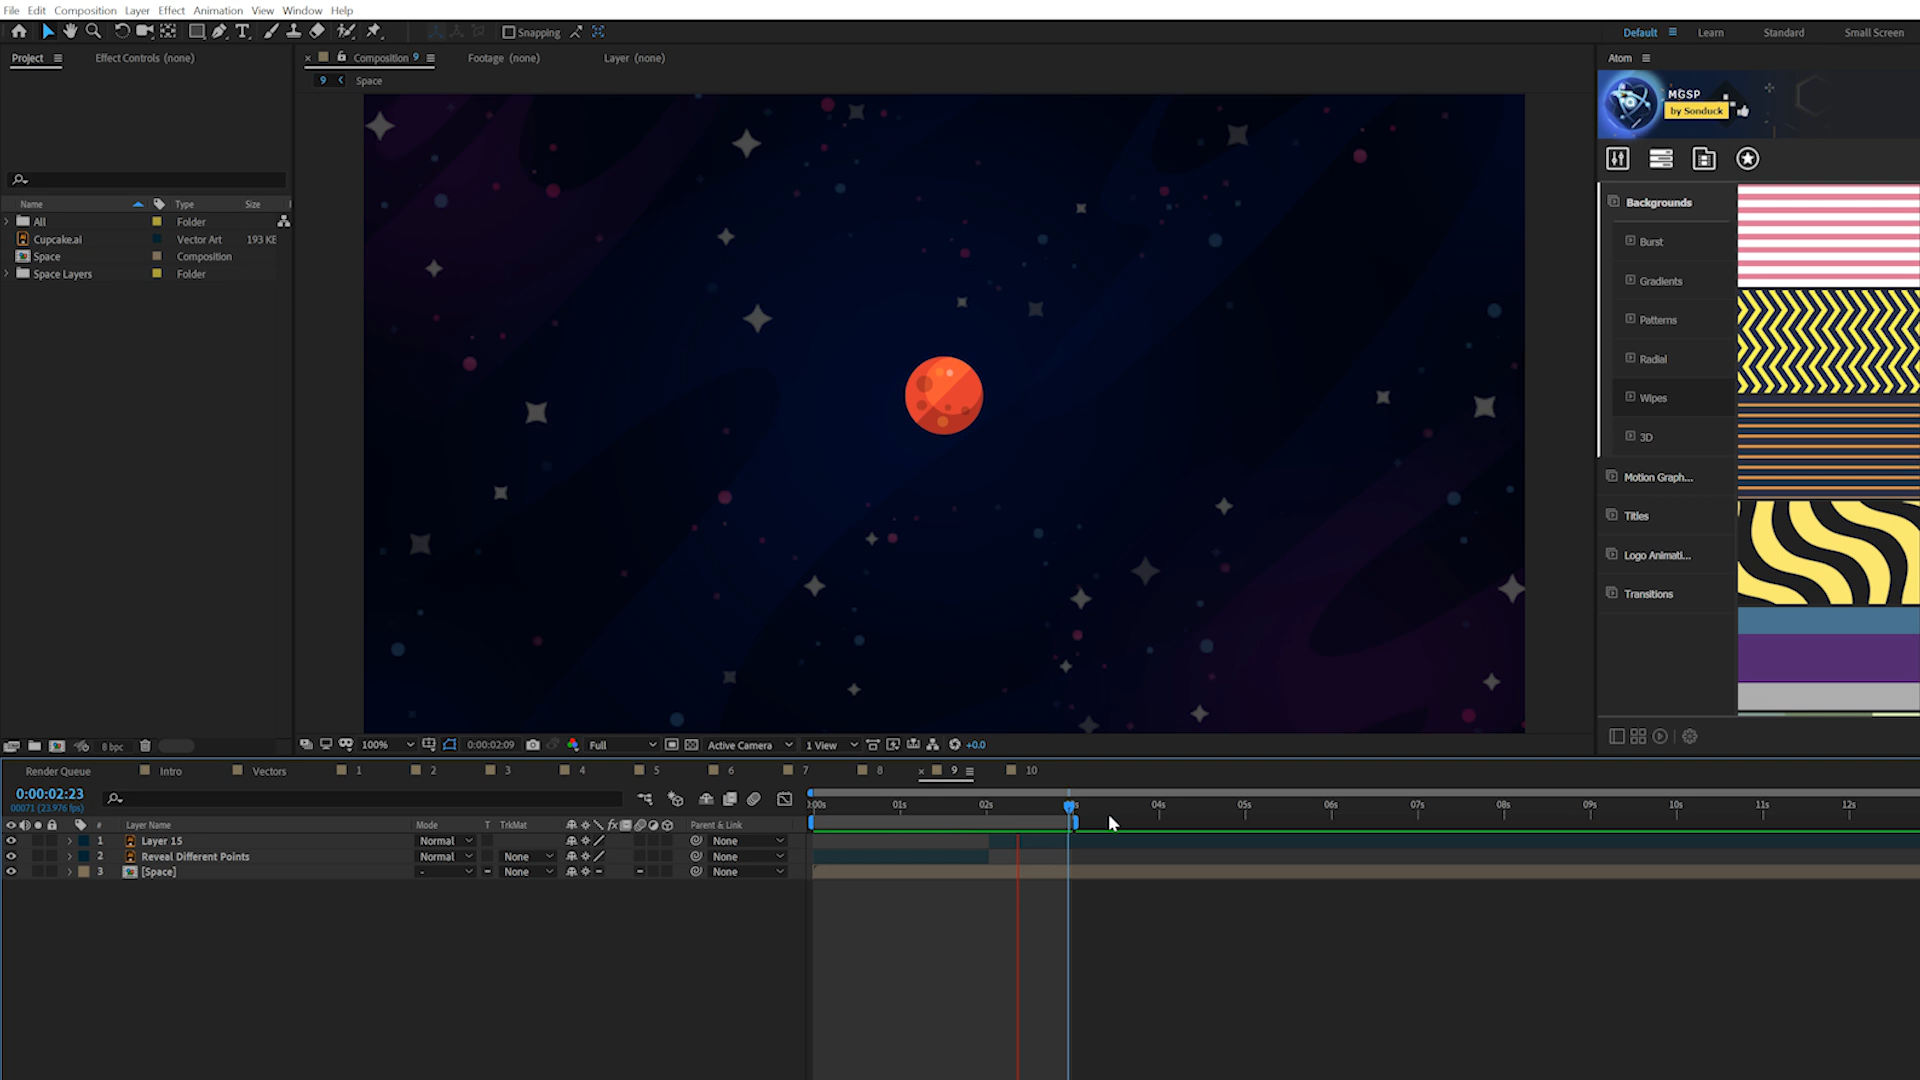 File Edit Composition Layer Effect Animation View Window Help
Snapping
Default Learn Standard Small Screen
Project Effect Controls (none)
Composition 9 Footage (none) Layer (none)
9 Space
Atom
MGSP
by Sonduck
Name Type Size
All Folder
Cupcake.ai Vector Art 193 KB
Space Composition
Space Layers Folder
Backgrounds
Burst
Gradients
Patterns
Radial
Wipes
3D
Motion Graph...
Titles
Logo Animati...
Transitions
8 bpc
100% 0:00:02:09 Full Active Camera 1 View +0.0
Render Queue Intro Vectors 1 2 3 4 5 6 7 8 9 10
0:00:02:23
00071 (23.976 fps)
01s 02s 04s 05s 06s 07s 08s 09s 10s 11s 12s
# Layer Name Mode T TrkMat Parent & Link
1 Layer 15 Normal None
2 Reveal Different Points Normal None None
3 [Space] - None None